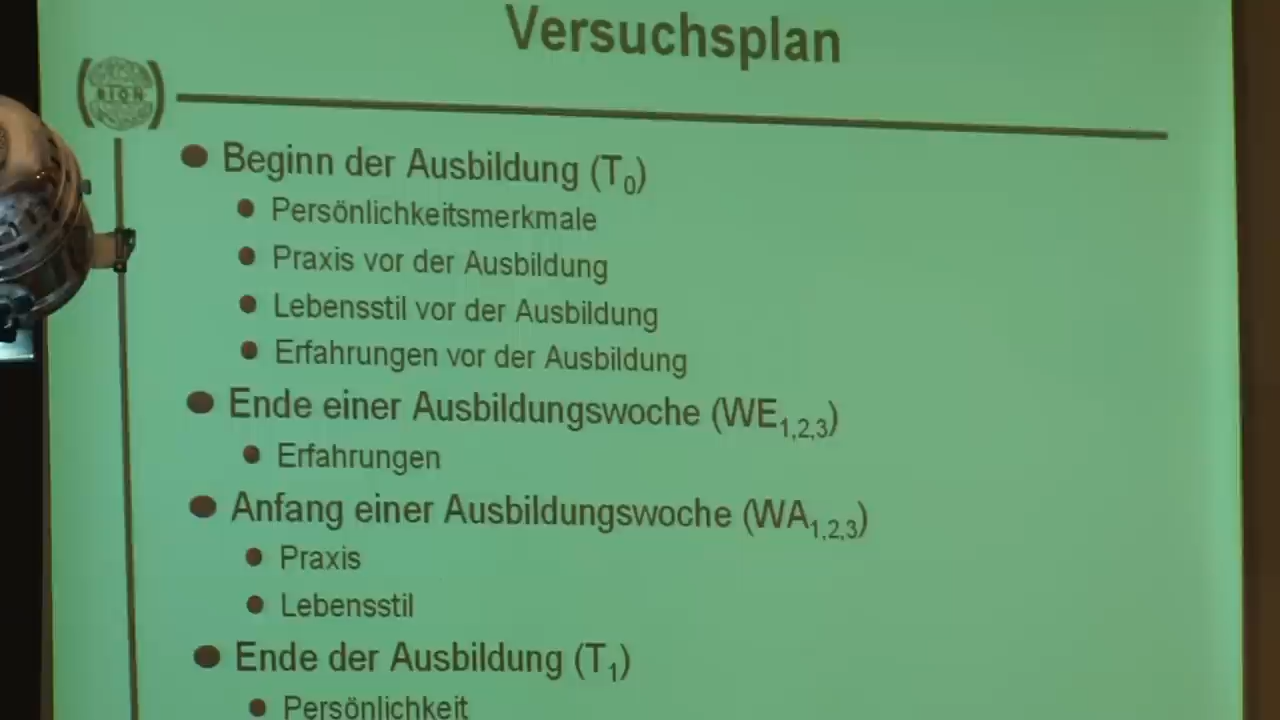 Versuchsplan
Beginn der Ausbildung (T0)
Persönlichkeitsmerkmale
Praxis vor der Ausbildung
Lebensstil vor der Ausbildung
Erfahrungen vor der Ausbildung
Ende einer Ausbildungswoche (WE1,2,3)
Erfahrungen
Anfang einer Ausbildungswoche (WA1,2,3)
Praxis
Lebensstil
Ende der Ausbildung (T1)
Persönlichkeit